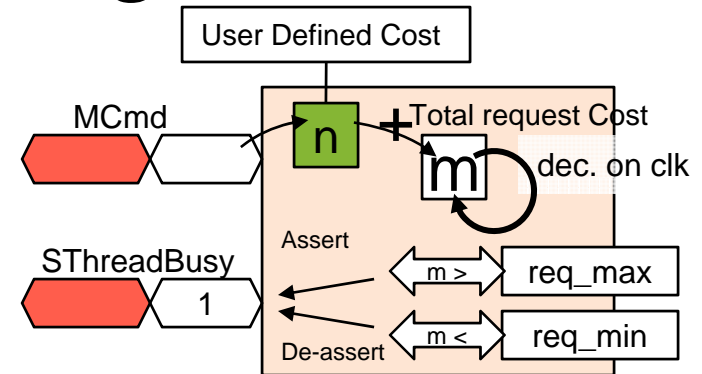 User Defined Cost
MCmd
n
+
Total request Cost
m
dec. on clk
Assert
SThreadBusy
1
m >
req_max
m <
req_min
De-assert